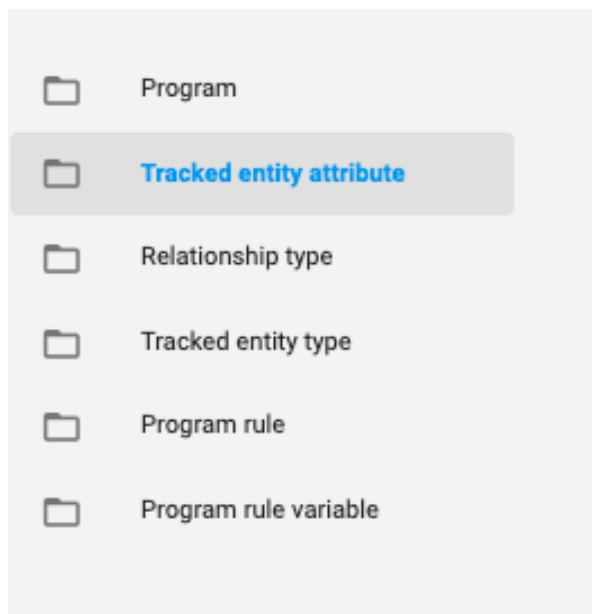 Program
Tracked entity attribute
Relationship type
Tracked entity type
Program rule
Program rule variable